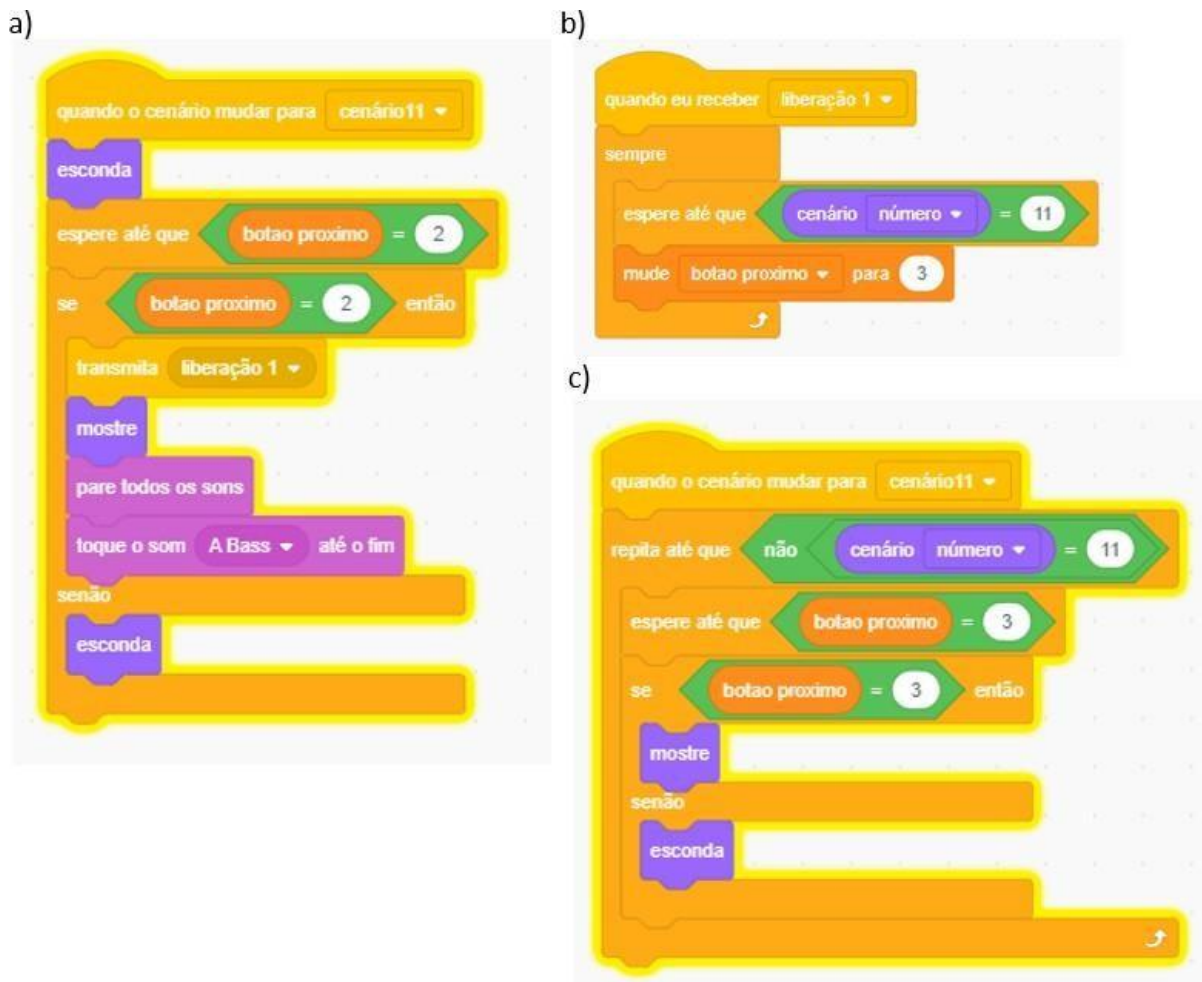 a)
quando o cenário mudar para cenário11
esconda
espere até que botao proximo = 2
se botao proximo = 2 então
transmita liberação 1
mostre
pare todos os sons
toque o som A Bass até o fim
senão
esconda
b)
quando eu receber liberação 1
sempre
espere até que cenário número = 11
mude botao proximo para 3
c)
quando o cenário mudar para cenário11
repita até que não cenário número = 11
espere até que botao proximo = 3
se botao proximo = 3 então
mostre
senão
esconda